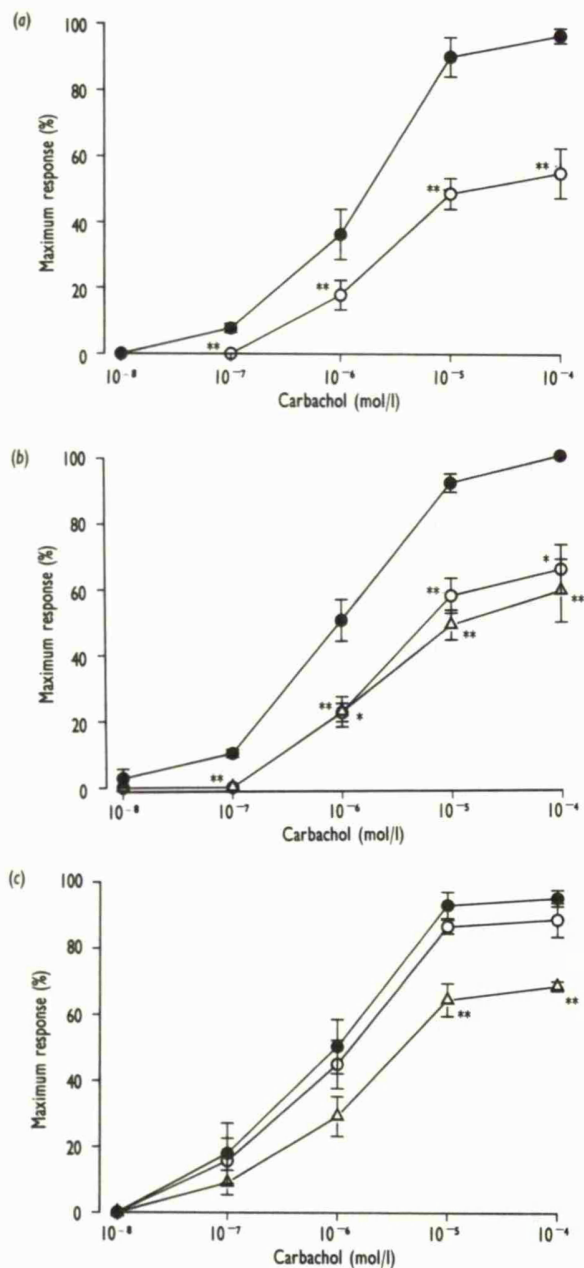 (a)
Maximum response (%)
100
80
60
40
20
0
**
**
**
**
10⁻⁸ 10⁻⁷ 10⁻⁶ 10⁻⁵ 10⁻⁴
Carbachol (mol/l)
(b)
Maximum response (%)
100
80
60
40
20
0
**
**
*
**
**
*
**
10⁻⁸ 10⁻⁷ 10⁻⁶ 10⁻⁵ 10⁻⁴
Carbachol (mol/l)
(c)
Maximum response (%)
100
80
60
40
20
0
**
**
10⁻⁸ 10⁻⁷ 10⁻⁶ 10⁻⁵ 10⁻⁴
Carbachol (mol/l)